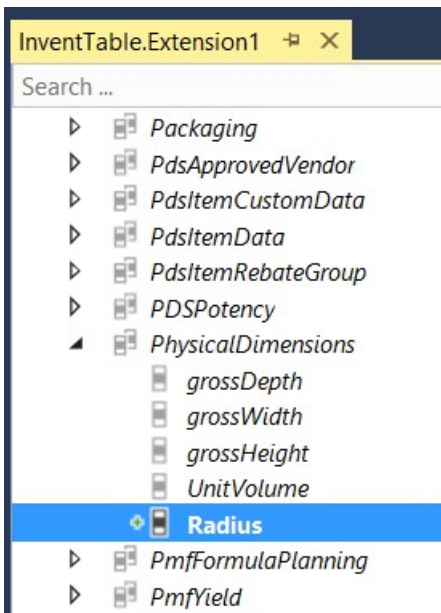 InventTable.Extension1
Search ...
Packaging
PdsApprovedVendor
PdsItemCustomData
PdsItemData
PdsItemRebateGroup
PDSPotency
PhysicalDimensions
grossDepth
grossWidth
grossHeight
UnitVolume
Radius
PmfFormulaPlanning
PmfYield